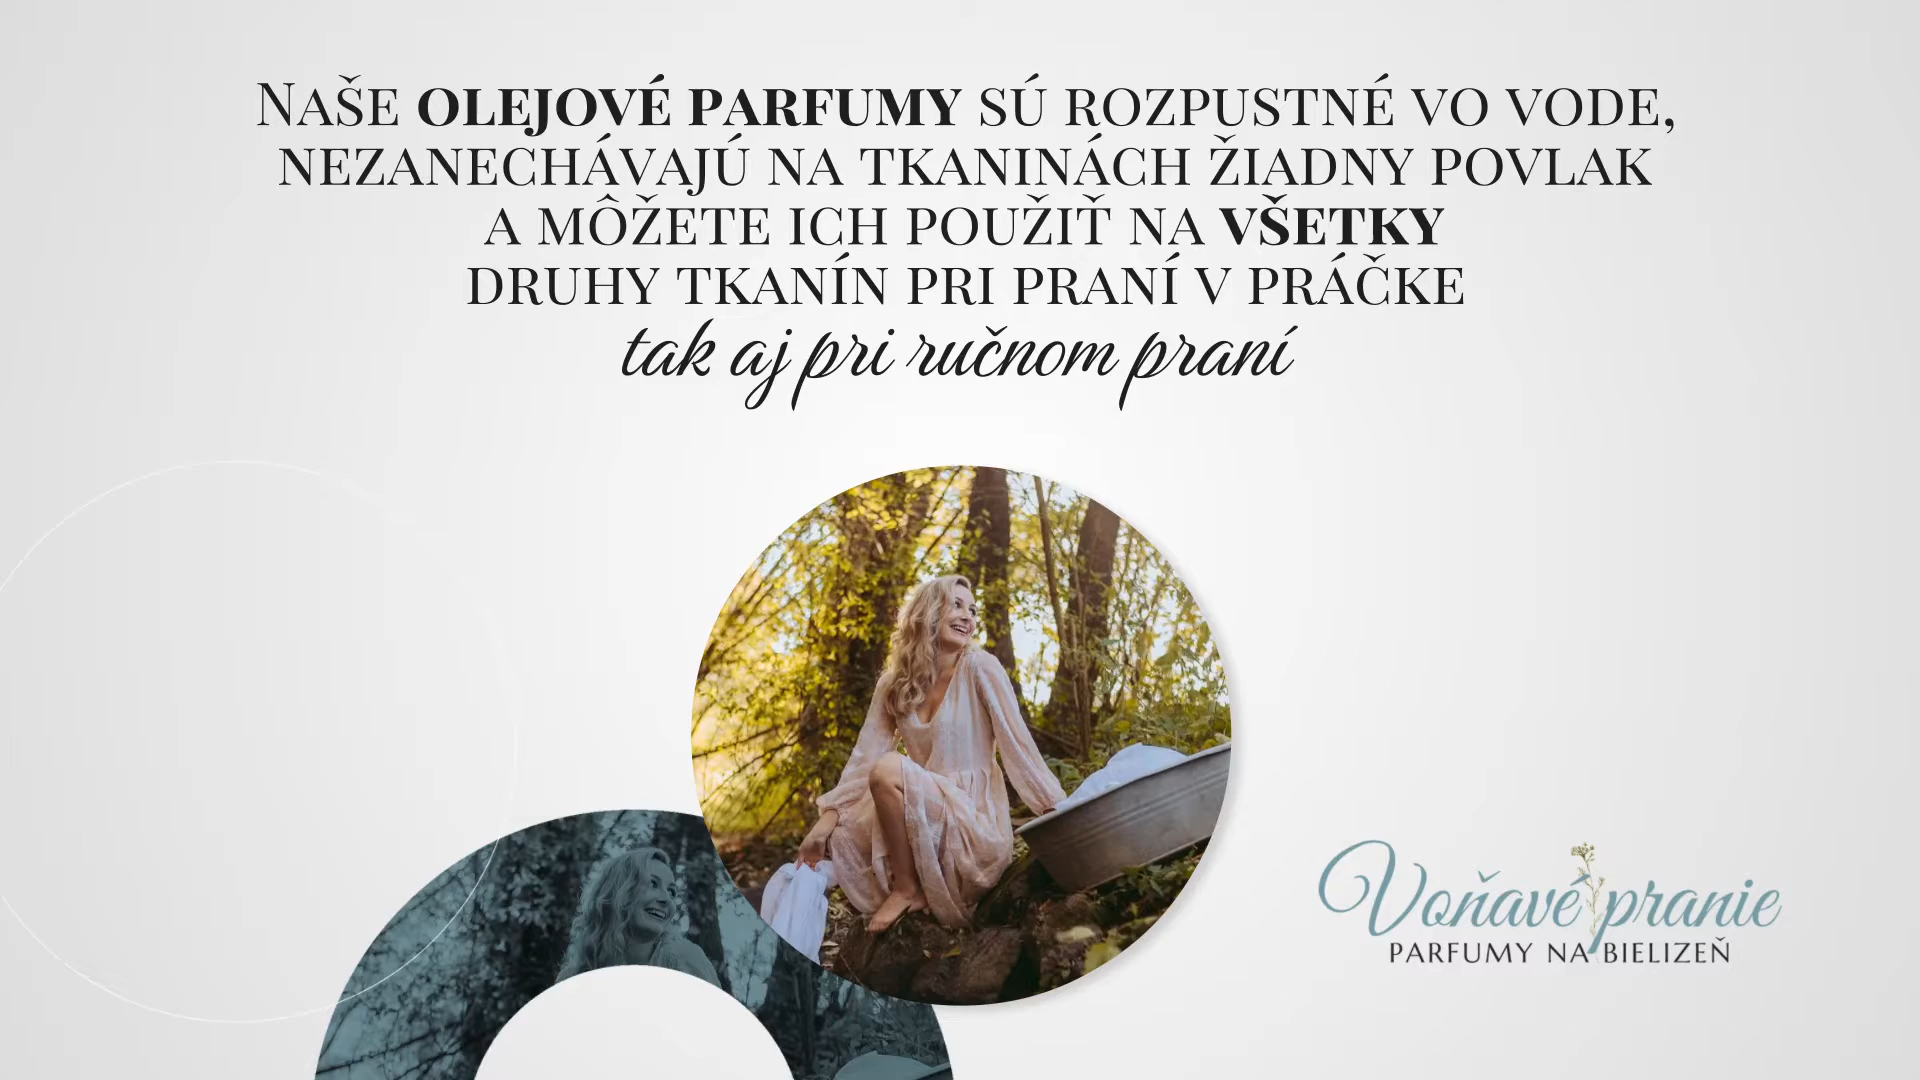 Naše olejové parfumy sú rozpustné vo vode,
nezanechávajú na tkaninách žiadny povlak
a môžete ich použiť na všetky
druhy tkanín pri praní v práčke
tak aj pri ručnom praní
Voňavé pranie
PARFUMY NA BIELIZEŇ